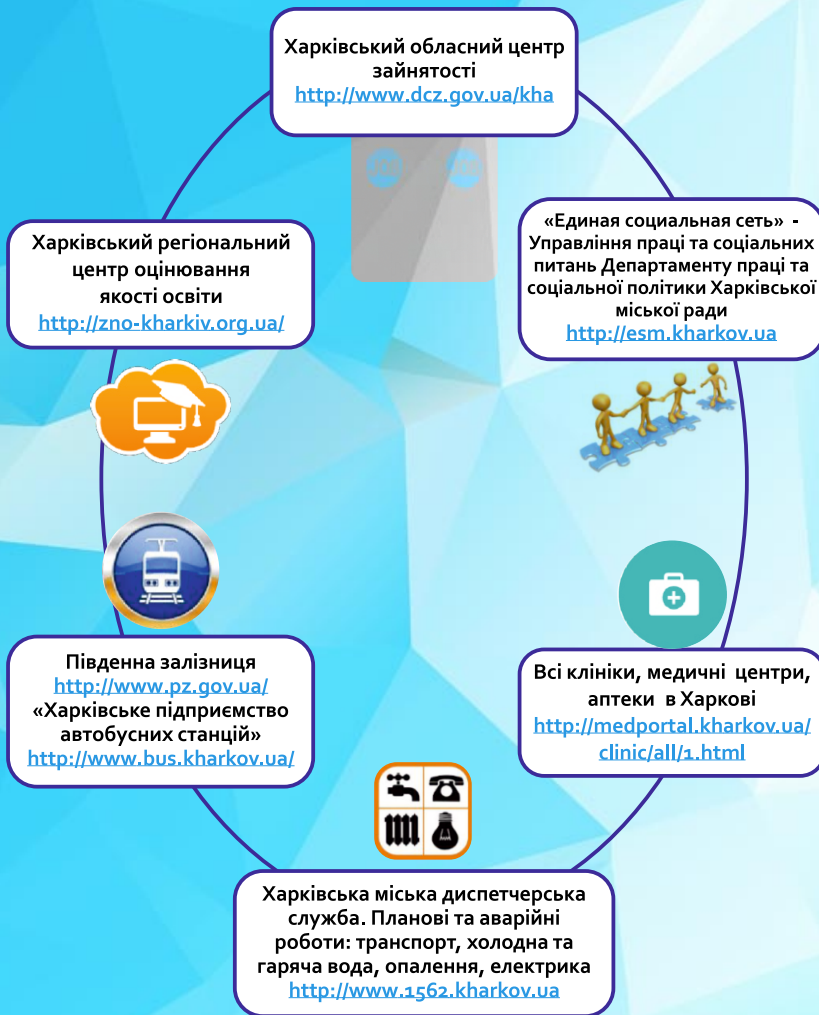 Харківський обласний центр
зайнятості
http://www.dcz.gov.ua/kha
Харківський регіональний
центр оцінювання
якості освіти
http://zno-kharkiv.org.ua/
«Единая социальная сеть» -
Управління праці та соціальних
питань Департаменту праці та
соціальної політики Харківської
міської ради
http://esm.kharkov.ua
Південна залізниця
http://www.pz.gov.ua/
«Харківське підприємство
автобусних станцій»
http://www.bus.kharkov.ua/
Всі клініки, медичні центри,
аптеки в Харкові
http://medportal.kharkov.ua/
clinic/all/1.html
Харківська міська диспетчерська
служба. Планові та аварійні
роботи: транспорт, холодна та
гаряча вода, опалення, електрика
http://www.1562.kharkov.ua